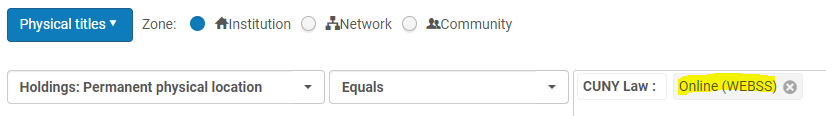 Physical titles Zone: Institution Network Community
Holdings: Permanent physical location Equals CUNY Law : Online (WEBSS)